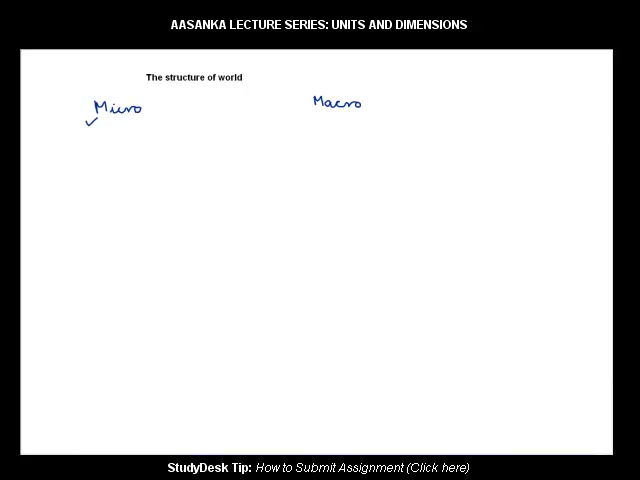 AASANKA LECTURE SERIES: UNITS AND DIMENSIONS
The structure of world
Micro Macro
StudyDesk Tip: How to Submit Assignment (Click here)